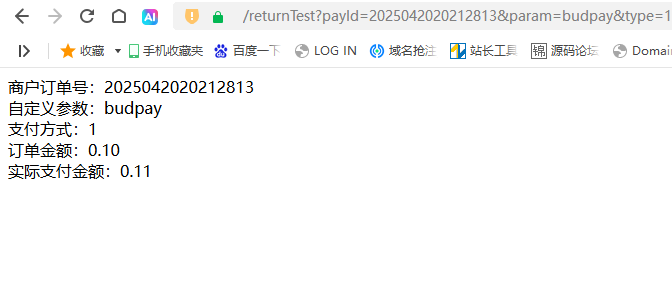 /returnTest?payId=2025042020212813&param=budpay&type=1
收藏 手机收藏夹 百度一下 LOG IN 域名抢注 站长工具 源码论坛 Domai
商户订单号：2025042020212813
自定义参数：budpay
支付方式：1
订单金额：0.10
实际支付金额：0.11